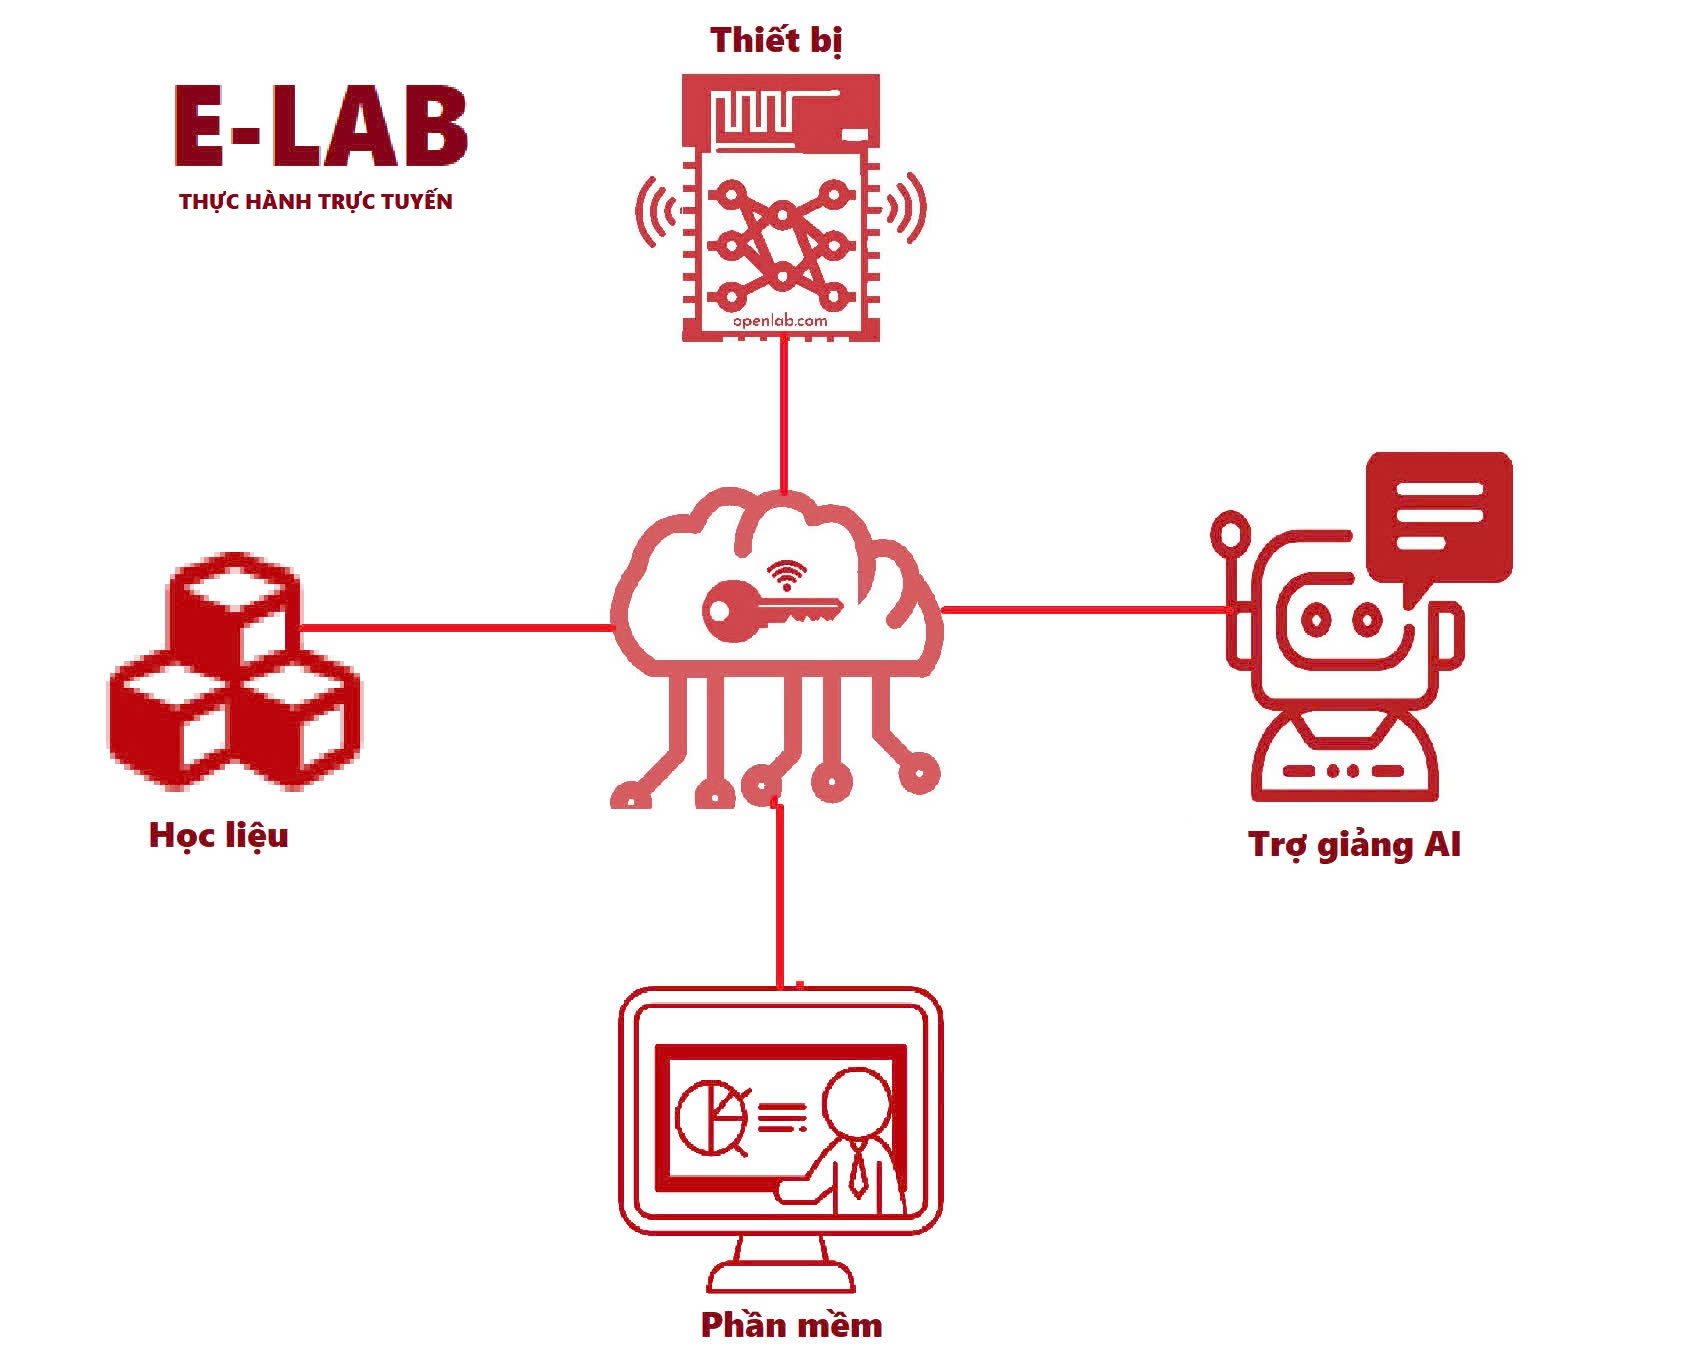 Thiết bị
E-LAB
THỰC HÀNH TRỰC TUYẾN
openlab.com
Học liệu
Trợ giảng AI
Phần mềm